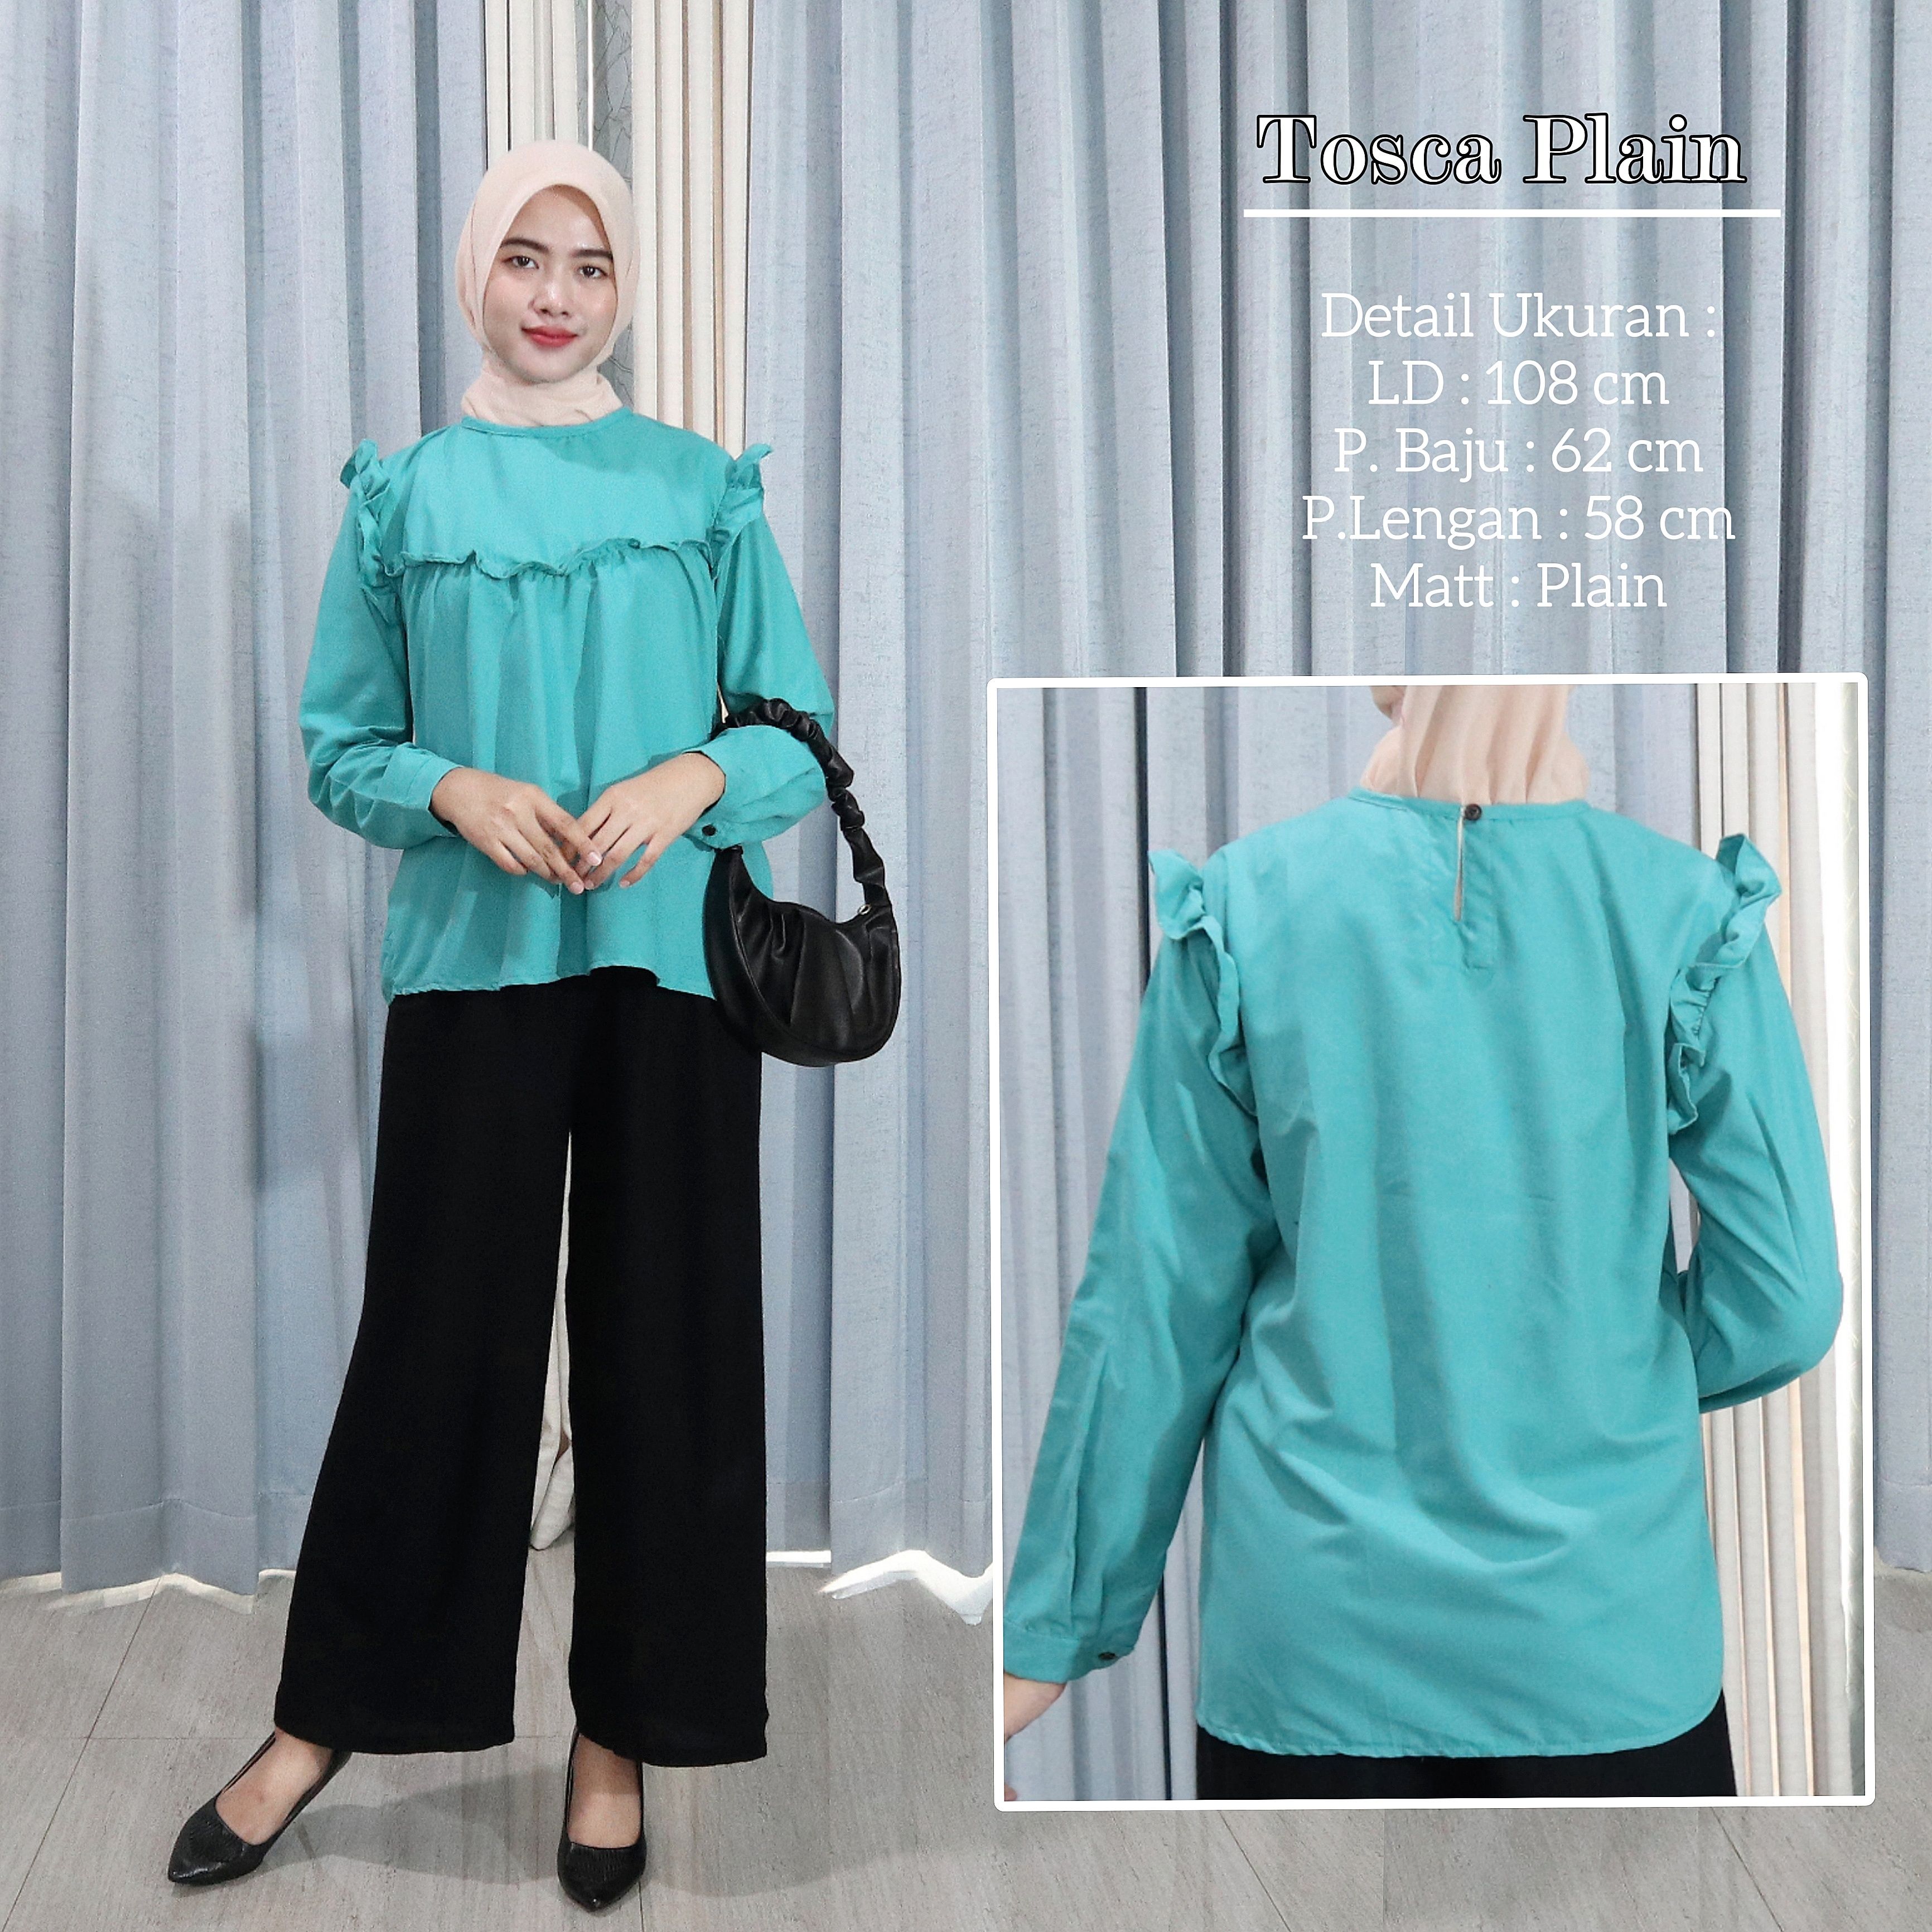 Tosca Plain
Detail Ukuran :
LD : 108 cm
P. Baju : 62 cm
P.Lengan : 58 cm
Matt : Plain